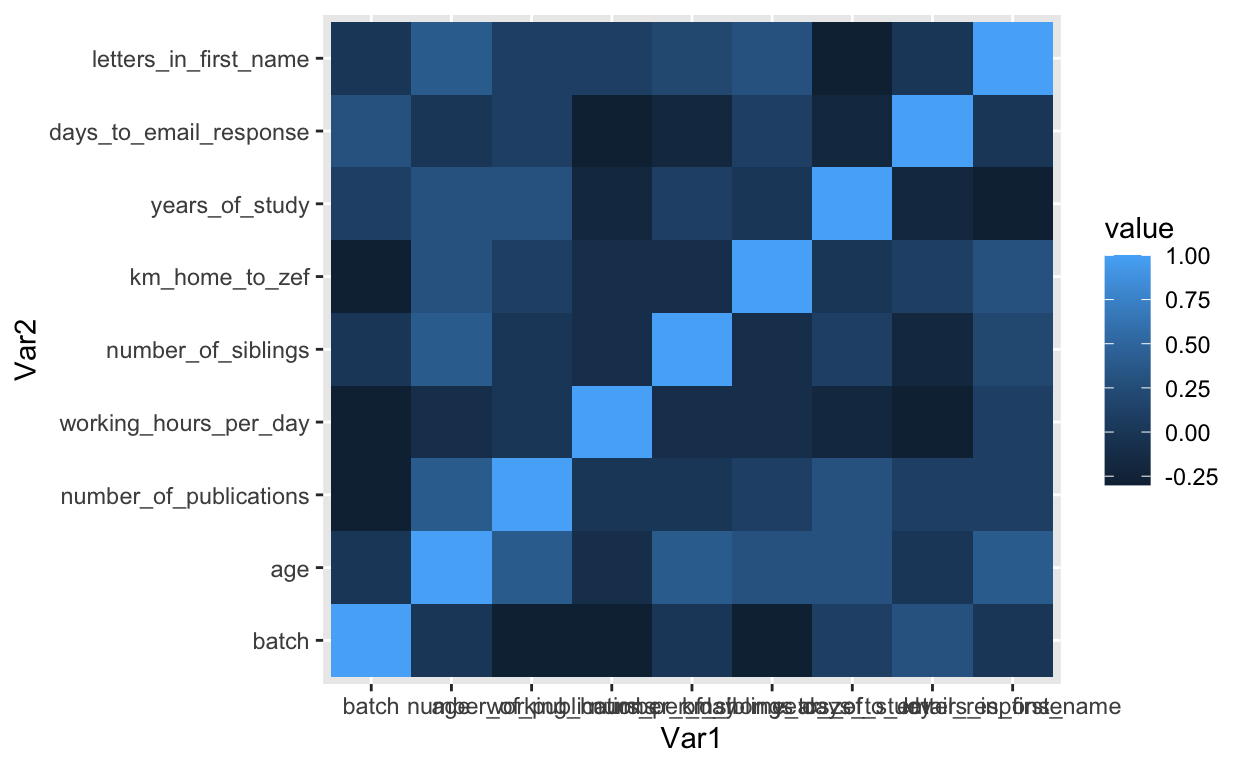 letters_in_first_name
days_to_email_response
years_of_study
km_home_to_zef
number_of_siblings
working_hours_per_day
number_of_publications
age
batch
Var2
value
1.00
0.75
0.50
0.25
0.00
-0.25
batch
age
Var1